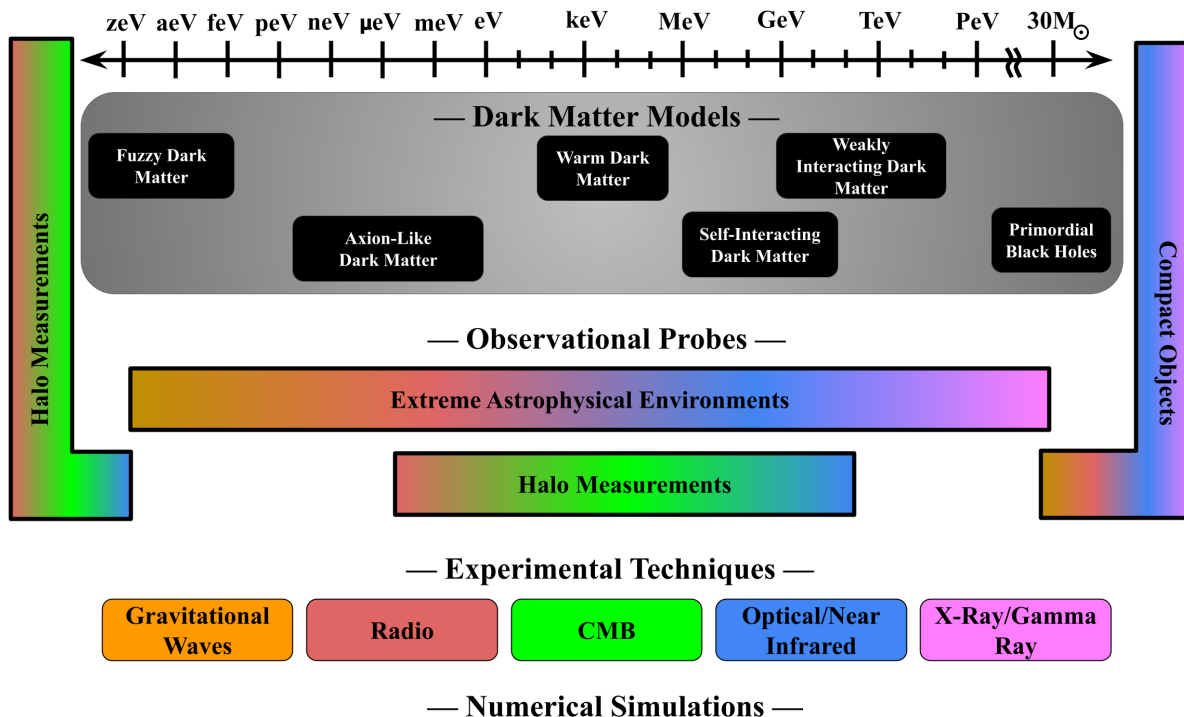 zeV aeV feV peV neV μeV meV eV keV MeV GeV TeV PeV 30M☉
— Dark Matter Models —
Fuzzy Dark
Matter
Warm Dark
Matter
Weakly
Interacting Dark
Matter
Axion-Like
Dark Matter
Self-Interacting
Dark Matter
Primordial
Black Holes
Halo Measurements
Compact Objects
— Observational Probes —
Extreme Astrophysical Environments
Halo Measurements
— Experimental Techniques —
Gravitational
Waves
Radio
CMB
Optical/Near
Infrared
X-Ray/Gamma
Ray
— Numerical Simulations —